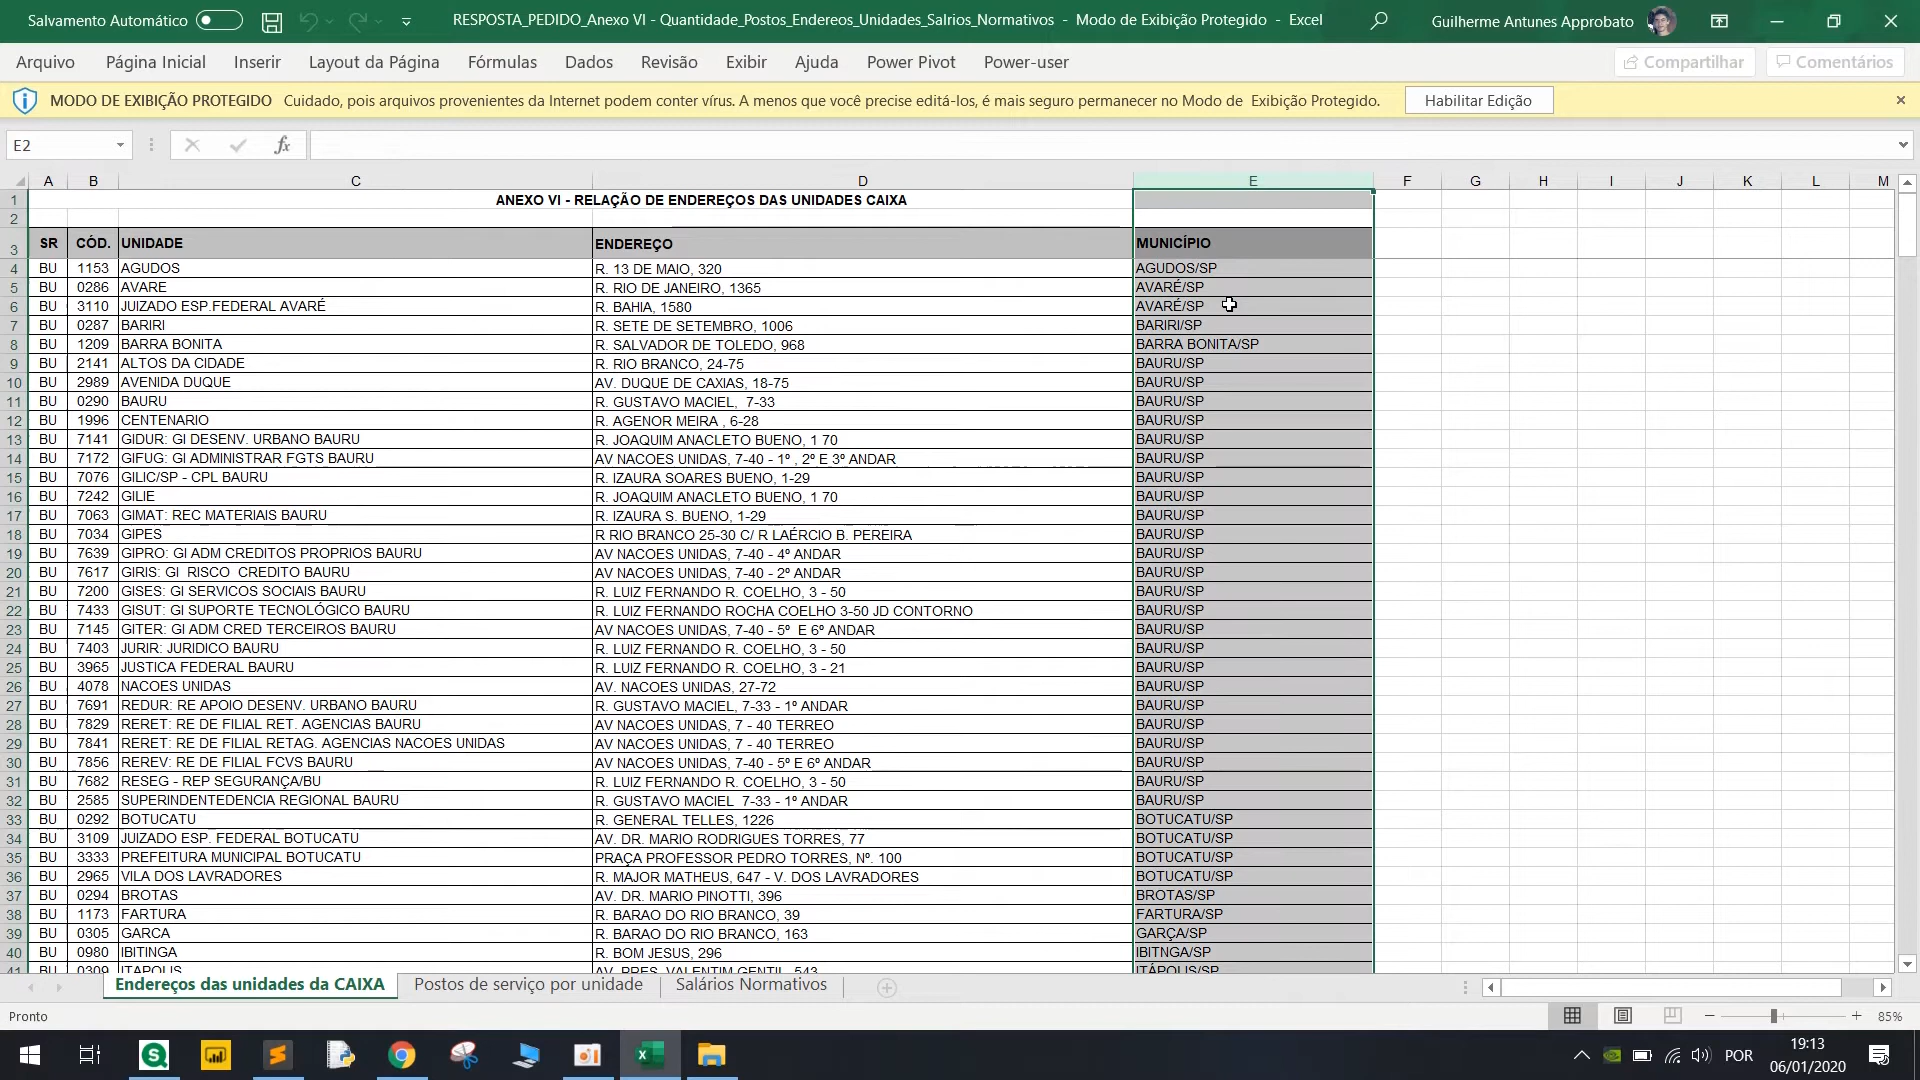 Salvamento Automático RESPOSTA_PEDIDO_Anexo VI - Quantidade_Postos_Endereos_Unidades_Salrios_Normativos - Modo de Exibição Protegido - Excel Guilherme Antunes Approbato
Arquivo Página Inicial Inserir Layout da Página Fórmulas Dados Revisão Exibir Ajuda Power Pivot Power-user Compartilhar Comentários
MODO DE EXIBIÇÃO PROTEGIDO Cuidado, pois arquivos provenientes da Internet podem conter vírus. A menos que você precise editá-los, é mais seguro permanecer no Modo de Exibição Protegido. Habilitar Edição
E2 fx
A B C D E F G H I J K L M
1 ANEXO VI - RELAÇÃO DE ENDEREÇOS DAS UNIDADES CAIXA
2
3 SR CÓD. UNIDADE ENDEREÇO MUNICÍPIO
4 BU 1153 AGUDOS R. 13 DE MAIO, 320 AGUDOS/SP
5 BU 0286 AVARE R. RIO DE JANEIRO, 1365 AVARÉ/SP
6 BU 3110 JUIZADO ESP.FEDERAL AVARÉ R. BAHIA, 1580 AVARÉ/SP
7 BU 0287 BARIRI R. SETE DE SETEMBRO, 1006 BARIRI/SP
8 BU 1209 BARRA BONITA R. SALVADOR DE TOLEDO, 968 BARRA BONITA/SP
9 BU 2141 ALTOS DA CIDADE R. RIO BRANCO, 24-75 BAURU/SP
10 BU 2989 AVENIDA DUQUE AV. DUQUE DE CAXIAS, 18-75 BAURU/SP
11 BU 0290 BAURU R. GUSTAVO MACIEL, 7-33 BAURU/SP
12 BU 1996 CENTENARIO R. AGENOR MEIRA , 6-28 BAURU/SP
13 BU 7141 GIDUR: GI DESENV. URBANO BAURU R. JOAQUIM ANACLETO BUENO, 1 70 BAURU/SP
14 BU 7172 GIFUG: GI ADMINISTRAR FGTS BAURU AV NACOES UNIDAS, 7-40 - 1º , 2º E 3º ANDAR BAURU/SP
15 BU 7076 GILIC/SP - CPL BAURU R. IZAURA SOARES BUENO, 1-29 BAURU/SP
16 BU 7242 GILIE R. JOAQUIM ANACLETO BUENO, 1 70 BAURU/SP
17 BU 7063 GIMAT: REC MATERIAIS BAURU R. IZAURA S. BUENO, 1-29 BAURU/SP
18 BU 7034 GIPES R RIO BRANCO 25-30 C/ R LAÉRCIO B. PEREIRA BAURU/SP
19 BU 7639 GIPRO: GI ADM CREDITOS PROPRIOS BAURU AV NACOES UNIDAS, 7-40 - 4º ANDAR BAURU/SP
20 BU 7617 GIRIS: GI RISCO CREDITO BAURU AV NACOES UNIDAS, 7-40 - 2º ANDAR BAURU/SP
21 BU 7200 GISES: GI SERVICOS SOCIAIS BAURU R. LUIZ FERNANDO R. COELHO, 3 - 50 BAURU/SP
22 BU 7433 GISUT: GI SUPORTE TECNOLÓGICO BAURU R. LUIZ FERNANDO ROCHA COELHO 3-50 JD CONTORNO BAURU/SP
23 BU 7145 GITER: GI ADM CRED TERCEIROS BAURU AV NACOES UNIDAS, 7-40 - 5º E 6º ANDAR BAURU/SP
24 BU 7403 JURIR: JURIDICO BAURU R. LUIZ FERNANDO R. COELHO, 3 - 50 BAURU/SP
25 BU 3965 JUSTICA FEDERAL BAURU R. LUIZ FERNANDO R. COELHO, 3 - 21 BAURU/SP
26 BU 4078 NACOES UNIDAS AV. NACOES UNIDAS, 27-72 BAURU/SP
27 BU 7691 REDUR: RE APOIO DESENV. URBANO BAURU R. GUSTAVO MACIEL, 7-33 - 1º ANDAR BAURU/SP
28 BU 7829 RERET: RE DE FILIAL RET. AGENCIAS BAURU AV NACOES UNIDAS, 7 - 40 TERREO BAURU/SP
29 BU 7841 RERET: RE DE FILIAL RETAG. AGENCIAS NACOES UNIDAS AV NACOES UNIDAS, 7 - 40 TERREO BAURU/SP
30 BU 7856 REREV: RE DE FILIAL FCVS BAURU AV NACOES UNIDAS, 7-40 - 5º E 6º ANDAR BAURU/SP
31 BU 7682 RESEG - REP SEGURANÇA/BU R. LUIZ FERNANDO R. COELHO, 3 - 50 BAURU/SP
32 BU 2585 SUPERINDENTEDENCIA REGIONAL BAURU R. GUSTAVO MACIEL 7-33 - 1º ANDAR BAURU/SP
33 BU 0292 BOTUCATU R. GENERAL TELLES, 1226 BOTUCATU/SP
34 BU 3109 JUIZADO ESP. FEDERAL BOTUCATU AV. DR. MARIO RODRIGUES TORRES, 77 BOTUCATU/SP
35 BU 3333 PREFEITURA MUNICIPAL BOTUCATU PRAÇA PROFESSOR PEDRO TORRES, Nº. 100 BOTUCATU/SP
36 BU 2965 VILA DOS LAVRADORES R. MAJOR MATHEUS, 647 - V. DOS LAVRADORES BOTUCATU/SP
37 BU 0294 BROTAS AV. DR. MARIO PINOTTI, 396 BROTAS/SP
38 BU 1173 FARTURA R. BARAO DO RIO BRANCO, 39 FARTURA/SP
39 BU 0305 GARCA R. BARAO DO RIO BRANCO, 163 GARÇA/SP
40 BU 0980 IBITINGA R. BOM JESUS, 296 IBITNGA/SP
41 BU 0309 ITAPOLIS AV. PRES. VALENTIM GENTIL, 543 ITÁPOLIS/SP
Endereços das unidades da CAIXA Postos de serviço por unidade Salários Normativos
Pronto 85%
POR 19:13
06/01/2020